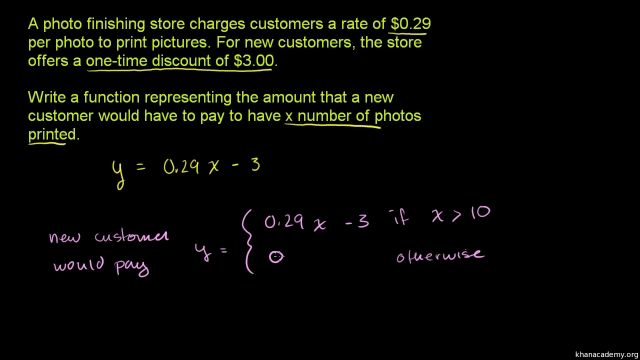 A photo finishing store charges customers a rate of $0.29
per photo to print pictures. For new customers, the store
offers a one-time discount of $3.00.
Write a function representing the amount that a new
customer would have to pay to have x number of photos
printed.
y = 0.29 x - 3
new customer would pay y = { 0.29 x - 3 if x > 10
0 otherwise
khanacademy.org